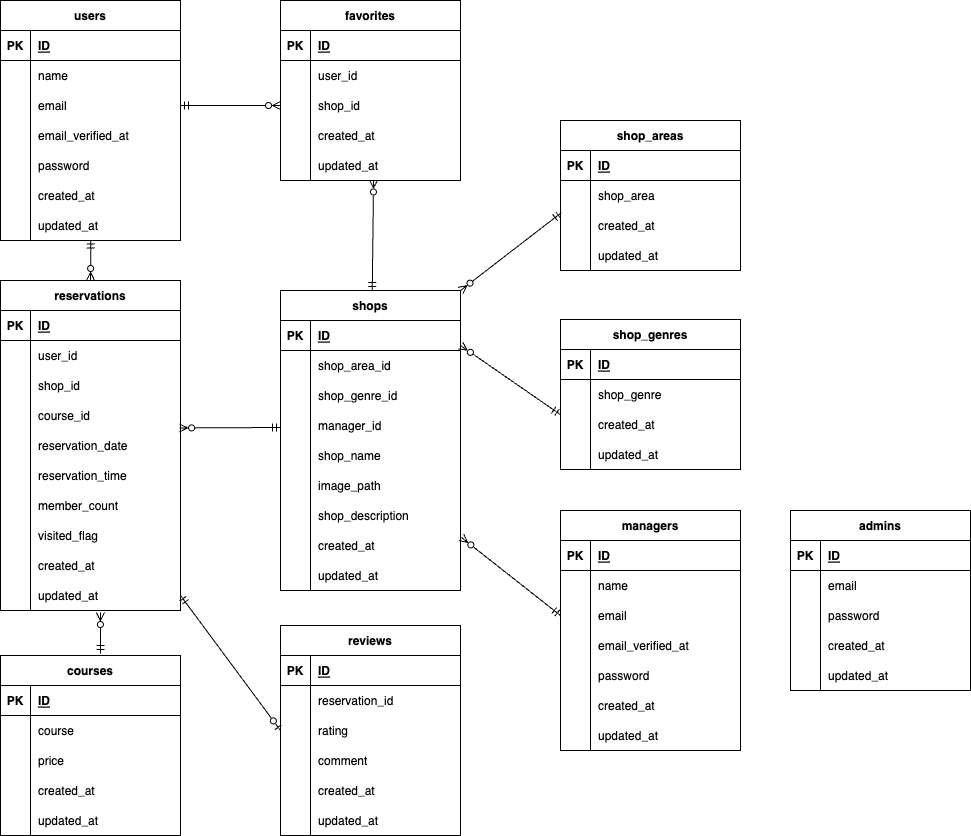 users
PK ID
name
email
email_verified_at
password
created_at
updated_at
favorites
PK ID
user_id
shop_id
created_at
updated_at
shop_areas
PK ID
shop_area
created_at
updated_at
reservations
PK ID
user_id
shop_id
course_id
reservation_date
reservation_time
member_count
visited_flag
created_at
updated_at
shops
PK ID
shop_area_id
shop_genre_id
manager_id
shop_name
image_path
shop_description
created_at
updated_at
shop_genres
PK ID
shop_genre
created_at
updated_at
managers
PK ID
name
email
email_verified_at
password
created_at
updated_at
admins
PK ID
email
password
created_at
updated_at
courses
PK ID
course
price
created_at
updated_at
reviews
PK ID
reservation_id
rating
comment
created_at
updated_at